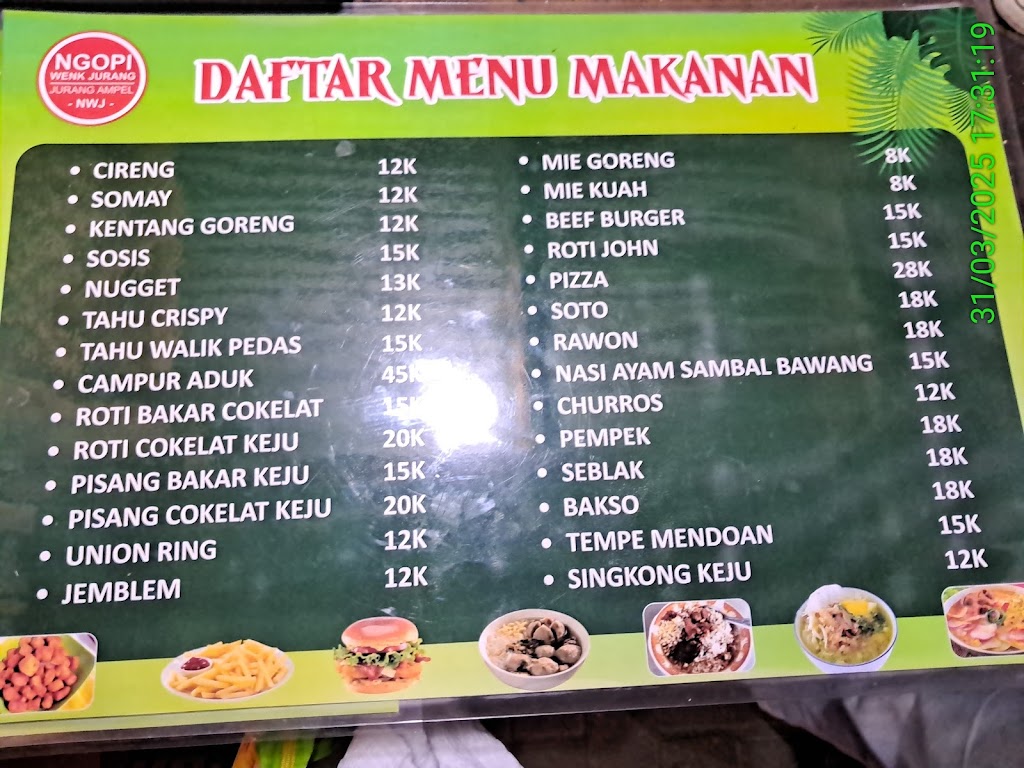 NGOPI
WENK JURANG
JURANG AMPEL
- NWJ -
DAFTAR MENU MAKANAN
• CIRENG 12K
• SOMAY 12K
• KENTANG GORENG 12K
• SOSIS 15K
• NUGGET 13K
• TAHU CRISPY 12K
• TAHU WALIK PEDAS 15K
• CAMPUR ADUK 45K
• ROTI BAKAR COKELAT 15K
• ROTI COKELAT KEJU 20K
• PISANG BAKAR KEJU 15K
• PISANG COKELAT KEJU 20K
• UNION RING 12K
• JEMBLEM 12K
• MIE GORENG 8K
• MIE KUAH 8K
• BEEF BURGER 15K
• ROTI JOHN 15K
• PIZZA 28K
• SOTO 18K
• RAWON 18K
• NASI AYAM SAMBAL BAWANG 15K
• CHURROS 12K
• PEMPEK 18K
• SEBLAK 18K
• BAKSO 18K
• TEMPE MENDOAN 15K
• SINGKONG KEJU 12K
31/03/2025 17:31:19